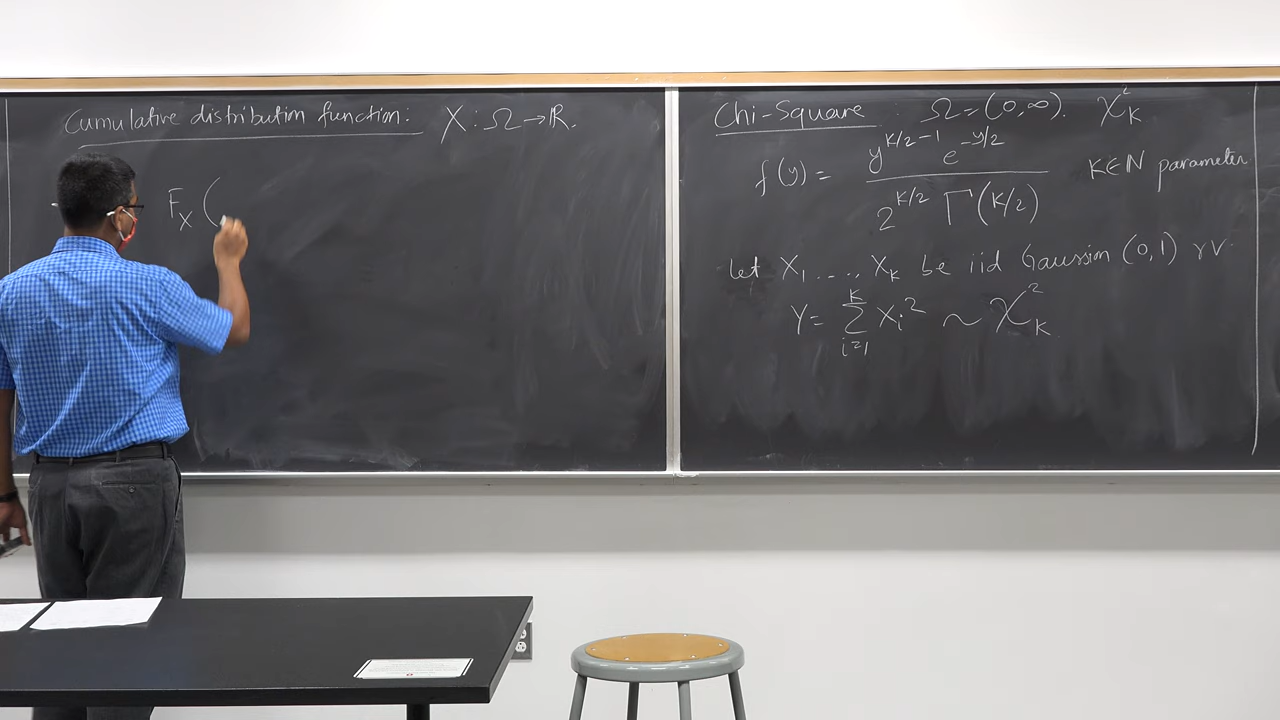 Cumulative distribution function: X : Ω → ℝ.
F_X (
Chi-Square : Ω = (0, ∞). χ²_K
f(y) = y^{K/2 - 1} e^{-y/2} / 2^{K/2} Γ(K/2) K∈ℕ parameter
let X_1 ...., X_K be iid Gaussian (0,1) rv.
Y = Σ_{i=1}^{K} X_i² ~ χ²_K